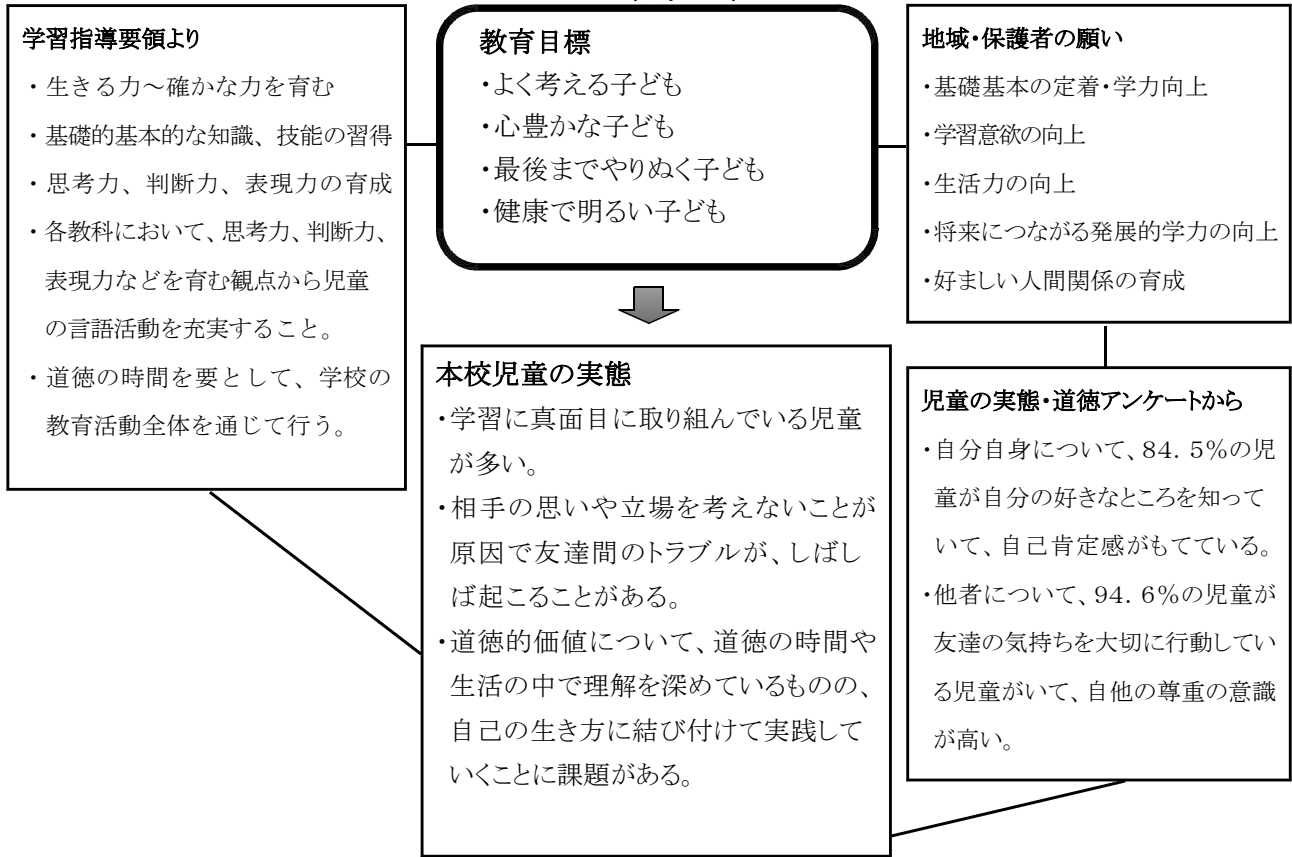 学習指導要領より
・生きる力～確かな力を育む
・基礎的基本的な知識、技能の習得
・思考力、判断力、表現力の育成
・各教科において、思考力、判断力、
表現力などを育む観点から児童
の言語活動を充実すること。
・道徳の時間を要として、学校の
教育活動全体を通じて行う。
教育目標
・よく考える子ども
・心豊かな子ども
・最後までやりぬく子ども
・健康で明るい子ども
地域・保護者の願い
・基礎基本の定着・学力向上
・学習意欲の向上
・生活力の向上
・将来につながる発展的学力の向上
・好ましい人間関係の育成
本校児童の実態
・学習に真面目に取り組んでいる児童
が多い。
・相手の思いや立場を考えないことが
原因で友達間のトラブルが、しばし
ば起こることがある。
・道徳的価値について、道徳の時間や
生活の中で理解を深めているものの、
自己の生き方に結び付けて実践して
いくことに課題がある。
児童の実態・道徳アンケートから
・自分自身について、84．5％の児
童が自分の好きなところを知って
いて、自己肯定感がもてている。
・他者について、94．6％の児童が
友達の気持ちを大切に行動してい
る児童がいて、自他の尊重の意識
が高い。